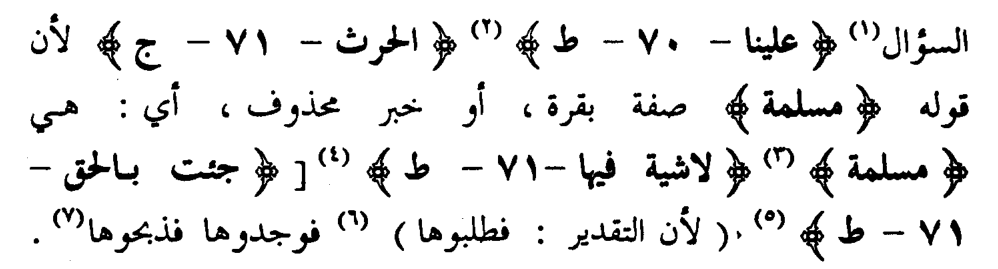 السؤال(١) ﴿ علينا – ٧٠ – ط ﴾(٢) ﴿ الحرث – ٧١ – ج ﴾ لأن
قوله ﴿ مسلمة ﴾ صفة بقرة ، أو خبر محذوف ، أي : هي
﴿ مسلمة ﴾(٣) ﴿ لاشية فيها –٧١ – ط ﴾(٤) [ ﴿ جئت بالحق –
٧١ – ط ﴾(٥) .( لأن التقدير : فطلبوها )(٦) فوجدوها فذبحوها(٧) .